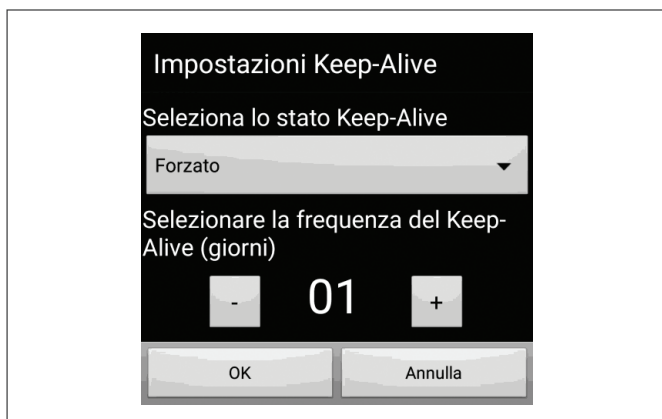 Impostazioni Keep-Alive
Seleziona lo stato Keep-Alive
Forzato
Selezionare la frequenza del Keep-
Alive (giorni)
- 01 +
OK Annulla